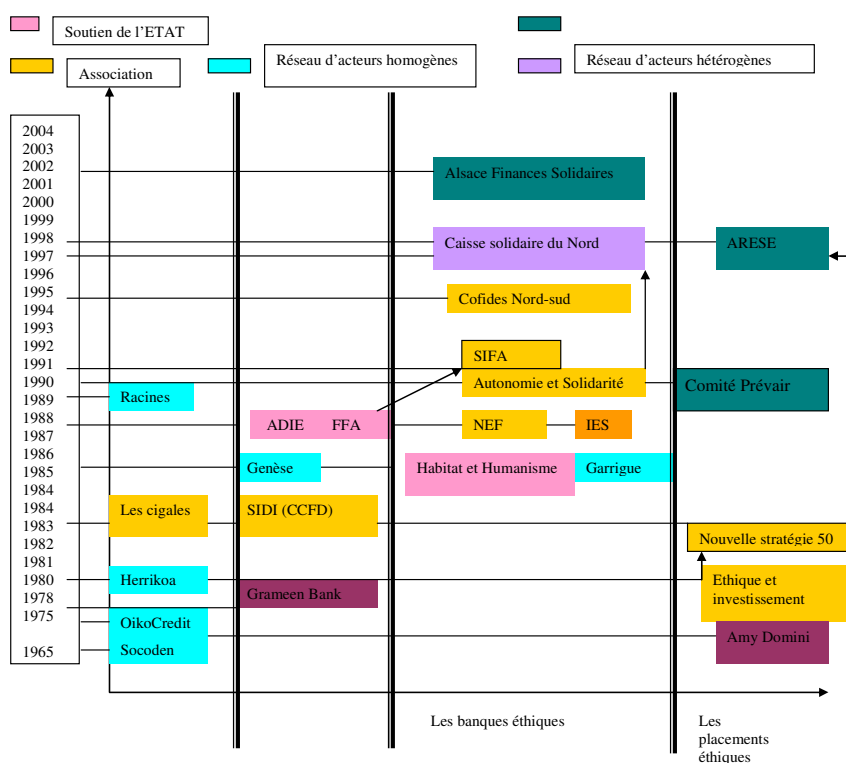 Soutien de l'ETAT
Association
Réseau d'acteurs homogènes
Réseau d'acteurs hétérogènes
2004
2003
2002
2001
2000
1999
1998
1997
1996
1995
1994
1993
1992
1991
1990
1989
1988
1987
1986
1985
1984
1984
1983
1982
1981
1980
1978
1975
1965
Alsace Finances Solidaires
Caisse solidaire du Nord
ARESE
Cofides Nord-sud
SIFA
Autonomie et Solidarité
Comité Prévair
Racines
ADIE FFA
NEF
IES
Genèse
Habitat et Humanisme
Garrigue
Les cigales
SIDI (CCFD)
Nouvelle stratégie 50
Herrikoa
Grameen Bank
Ethique et
investissement
OikoCredit
Socoden
Amy Domini
Les banques éthiques
Les
placements
éthiques